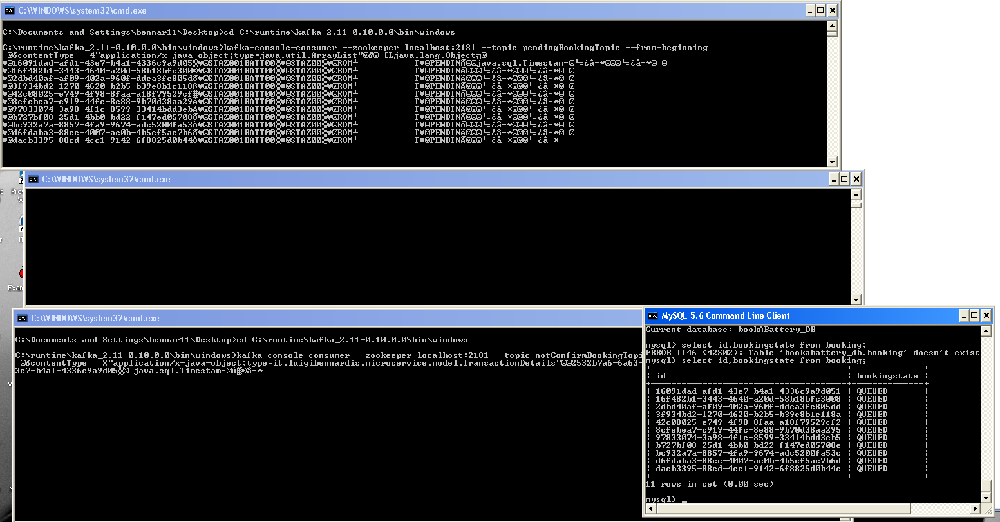 C:\WINDOWS\system32\cmd.exe
C:\Documents and Settings\bennar11\Desktop>cd C:\runtime\kafka_2.11-0.10.0.0\bin\windows
C:\runtime\kafka_2.11-0.10.0.0\bin\windows>kafka-console-consumer --zookeeper localhost:2181 --topic pendingBookingTopic --from-beginning
contentType 4"application/x-java-object;type=java.util.ArrayList" [Ljava.lang.Object;
♥☺16091dad-afd1-43e7-b4a1-4336c9a9d05▒♥☺STAZ001BATT00▒♥☺STAZ00▒♥☺ROM┴ T♥☺PENDIN java.sql.Timestam-
♥☺16f482b1-3443-4640-a20d-58b18bfc300 ♥☺STAZ001BATT00▒♥☺STAZ00▒♥☺ROM┴ T♥☺PENDIN
♥☺2dbd40af-af09-402a-960f-ddea3fc805d ♥☺STAZ001BATT00▒♥☺STAZ00▒♥☺ROM┴ T♥☺PENDIN
♥☺3f934bd2-1270-4620-b2b5-b39e8b1c118 ♥☺STAZ001BATT00▒♥☺STAZ00▒♥☺ROM┴ T♥☺PENDIN
♥☺42c08025-e749-4f98-8faa-a18f79529cf▒♥☺STAZ001BATT00▒♥☺STAZ00▒♥☺ROM┴ T♥☺PENDIN
♥☺8cfebea7-c919-44fc-8e88-9b70d38aa29 ♥☺STAZ001BATT00▒♥☺STAZ00▒♥☺ROM┴ T♥☺PENDIN
♥☺97833074-3a98-4f1c-8599-33414bdd3eb ♥☺STAZ001BATT00▒♥☺STAZ00▒♥☺ROM┴ T♥☺PENDIN
♥☺b727bf08-25d1-4bb0-bd22-f147ed05708 ♥☺STAZ001BATT00▒♥☺STAZ00▒♥☺ROM┴ T♥☺PENDIN
♥☺bc932a7a-8857-4fa9-9674-adc5200fa53 ♥☺STAZ001BATT00▒♥☺STAZ00▒♥☺ROM┴ T♥☺PENDIN
♥☺d6fdaba3-88cc-4007-ae0b-4b5ef5ac7b6 ♥☺STAZ001BATT00▒♥☺STAZ00▒♥☺ROM┴ T♥☺PENDIN
♥☺dacb3395-88cd-4cc1-9142-6f8825d0b44 ♥☺STAZ001BATT00▒♥☺STAZ00▒♥☺ROM┴ T♥☺PENDIN
C:\WINDOWS\system32\cmd.exe
C:\WINDOWS\system32\cmd.exe
C:\Documents and Settings\bennar11\Desktop>cd C:\runtime\kafka_2.11-0.10.0.0\bin\windows
C:\runtime\kafka_2.11-0.10.0.0\bin\windows>kafka-console-consumer --zookeeper localhost:2181 --topic notConfirmBookingTopi
contentType X"application/x-java-object;type=it.luigibennardis.microservice.model.TransactionDetails" 2532b7a6-6a63-
3e7-b4a1-4336c9a9d05 java.sql.Timestam-
MySQL 5.6 Command Line Client
Current database: bookABattery_DB
mysql> select id,bookingstate from booking;
ERROR 1146 (42S02): Table 'bookabattery_db.booking' doesn't exist
mysql> select id,bookingstate from booking;
| id | bookingstate |
| 16091dad-afd1-43e7-b4a1-4336c9a9d051 | QUEUED |
| 16f482b1-3443-4640-a20d-58b18bfc3008 | QUEUED |
| 2dbd40af-af09-402a-960f-ddea3fc805dd | QUEUED |
| 3f934bd2-1270-4620-b2b5-b39e8b1c118a | QUEUED |
| 42c08025-e749-4f98-8faa-a18f79529cf2 | QUEUED |
| 8cfebea7-c919-44fc-8e88-9b70d38aa295 | QUEUED |
| 97833074-3a98-4f1c-8599-33414bdd3eb5 | QUEUED |
| b727bf08-25d1-4bb0-bd22-f147ed05708e | QUEUED |
| bc932a7a-8857-4fa9-9674-adc5200fa53c | QUEUED |
| d6fdaba3-88cc-4007-ae0b-4b5ef5ac7b6d | QUEUED |
| dacb3395-88cd-4cc1-9142-6f8825d0b44c | QUEUED |
11 rows in set (0.00 sec)
mysql> _